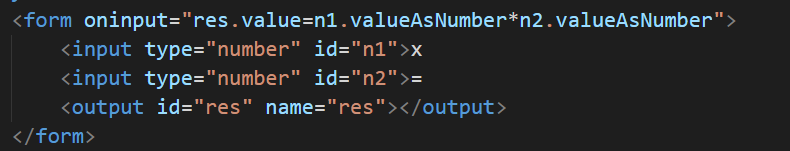 <form oninput="res.value=n1.valueAsNumber*n2.valueAsNumber">
    <input type="number" id="n1">x
    <input type="number" id="n2">=
    <output id="res" name="res"></output>
</form>